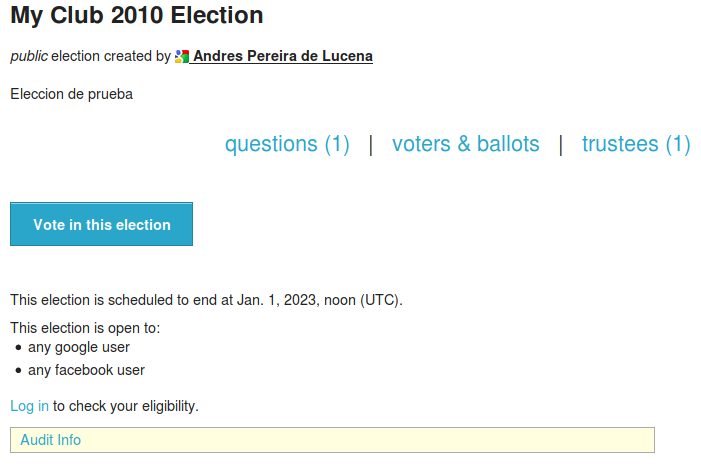 My Club 2010 Election
public election created by Andres Pereira de Lucena
Eleccion de prueba
questions (1) | voters & ballots | trustees (1)
Vote in this election
This election is scheduled to end at Jan. 1, 2023, noon (UTC).
This election is open to:
• any google user
• any facebook user
Log in to check your eligibility.
Audit Info